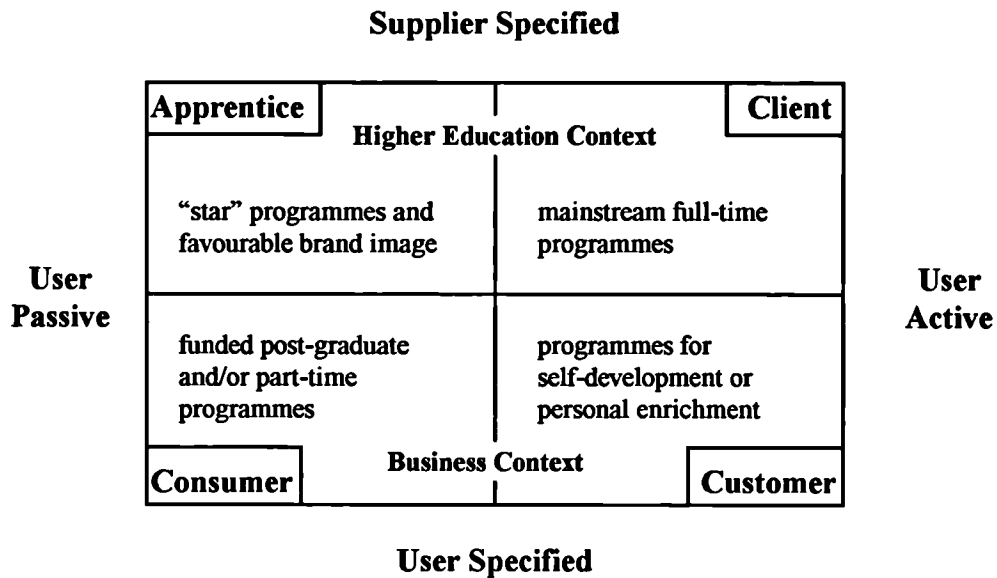 Supplier Specified
Apprentice
Client
Higher Education Context
“star” programmes and
favourable brand image
mainstream full-time
programmes
User
Passive
User
Active
funded post-graduate
and/or part-time
programmes
programmes for
self-development or
personal enrichment
Business Context
Consumer
Customer
User Specified